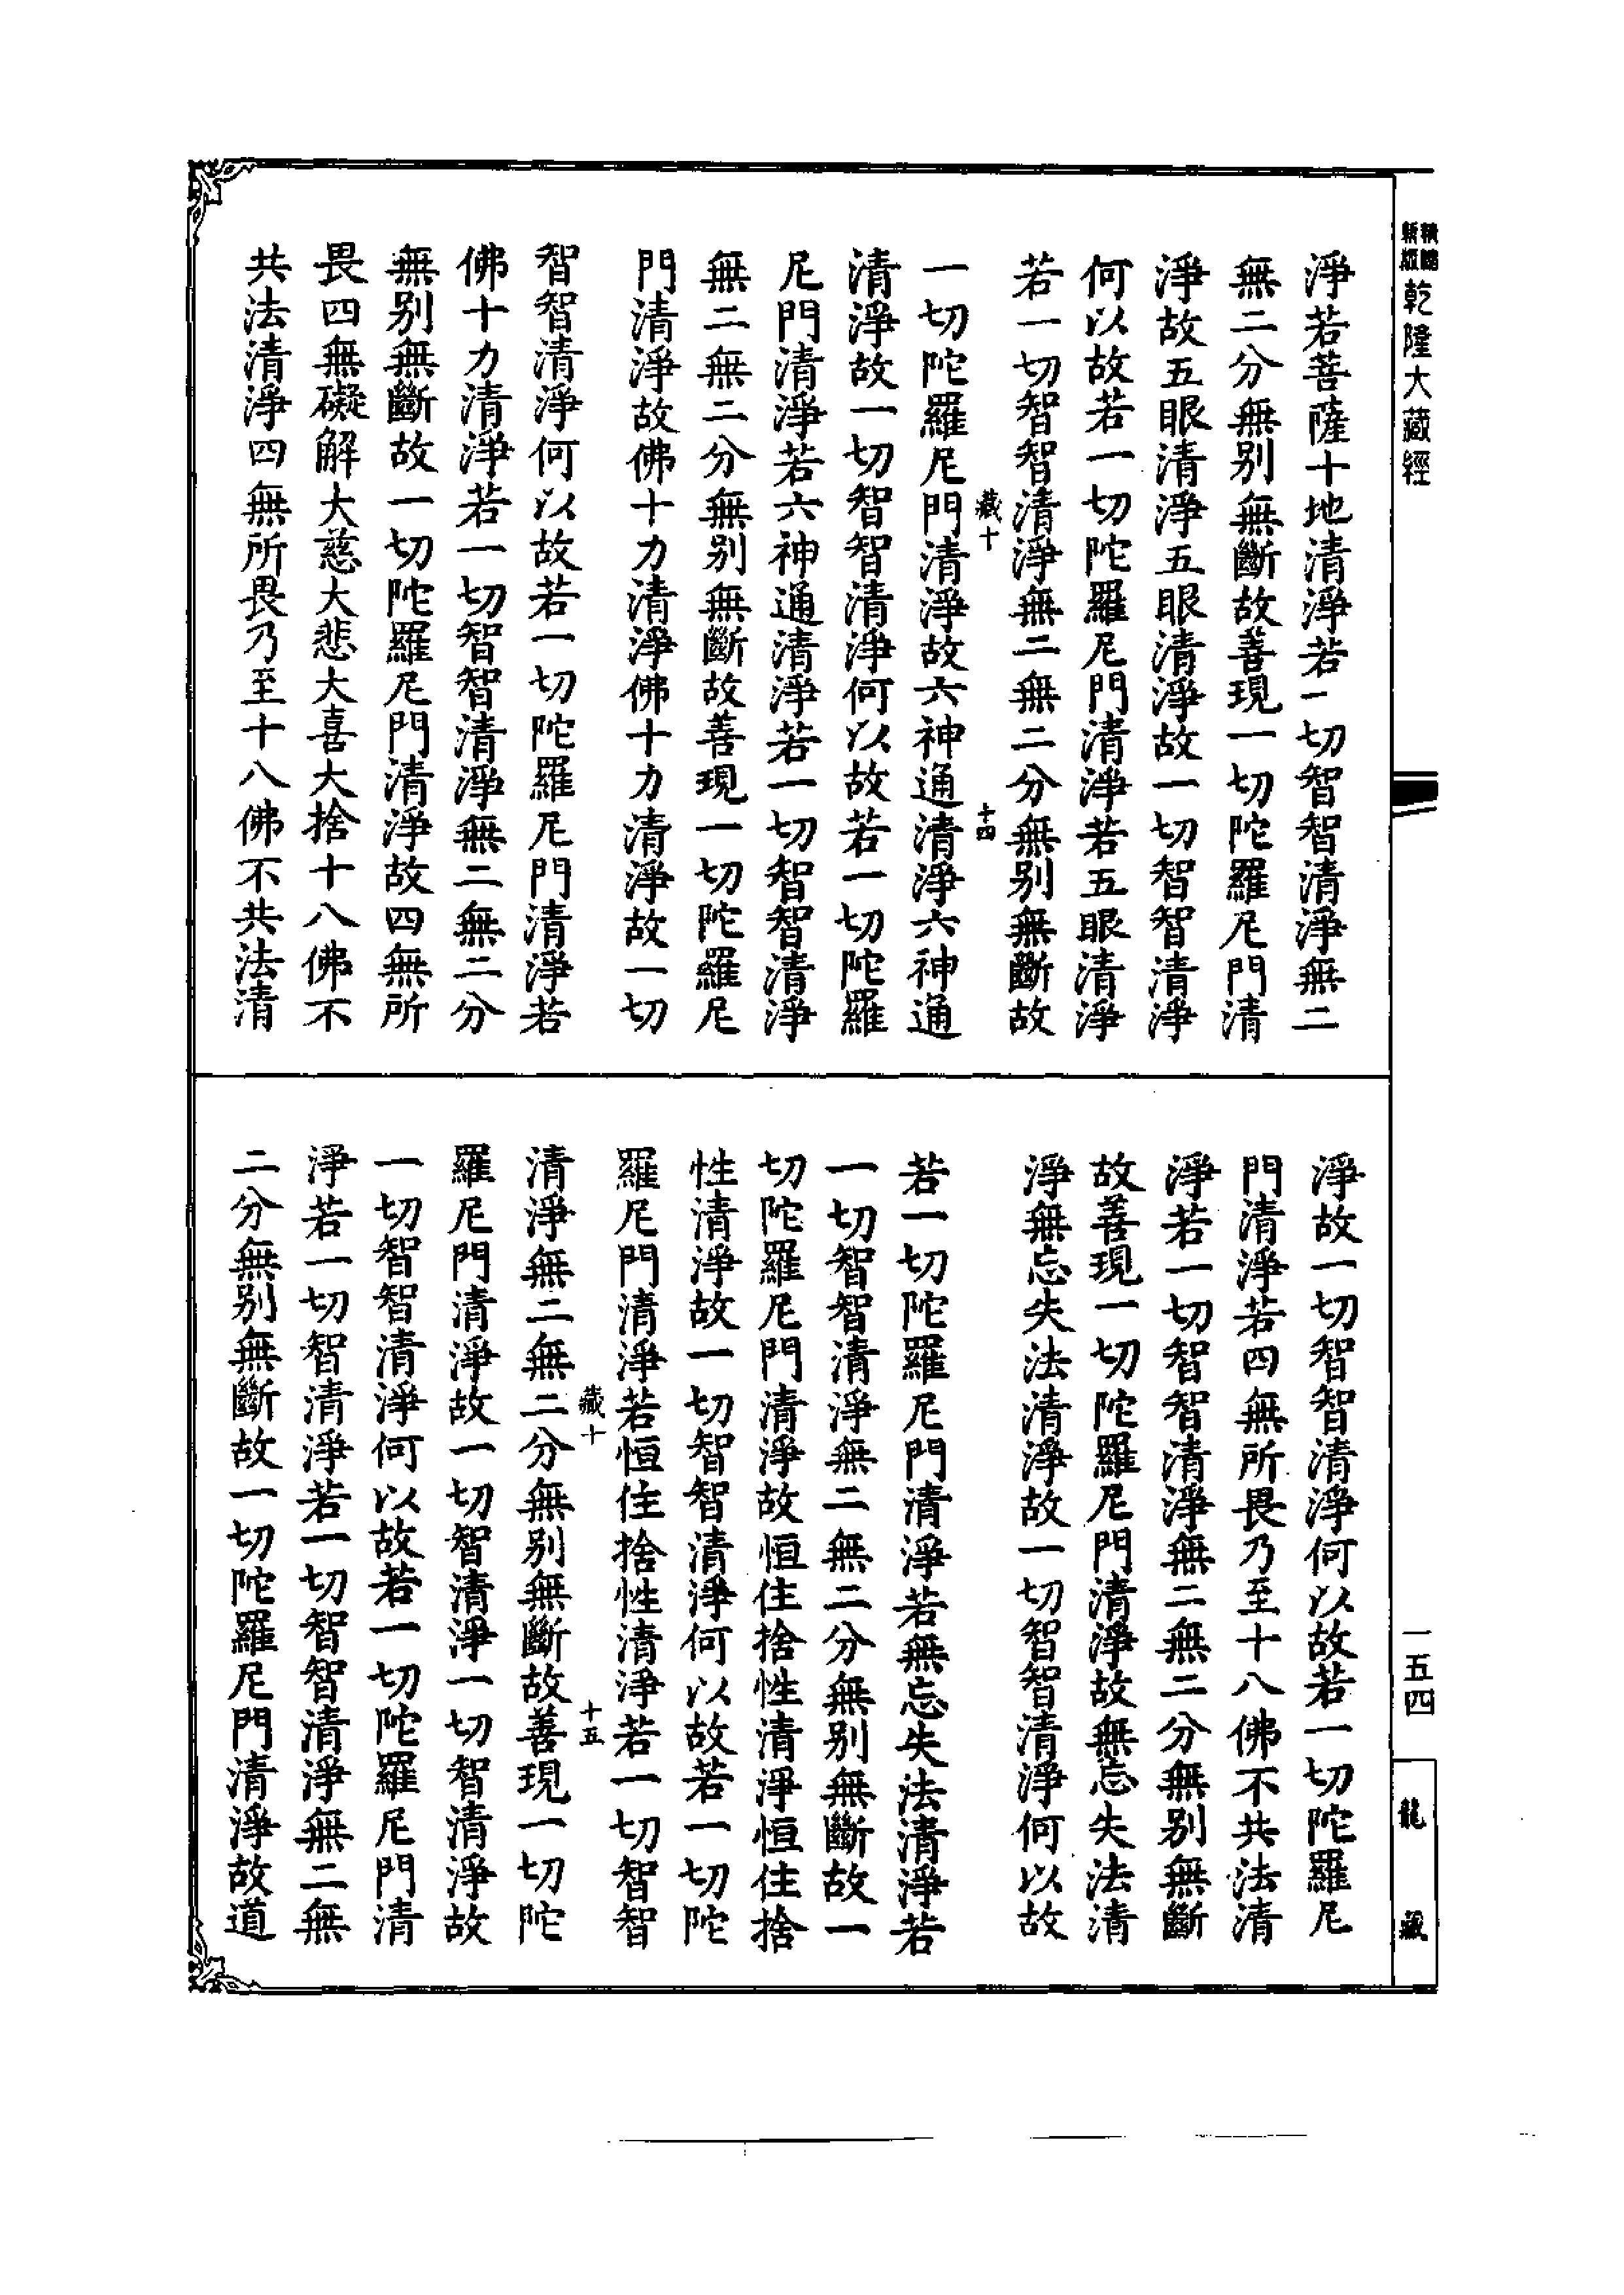 新版
乾隆大藏經
一五四
龍藏
淨若菩薩十地清淨若一切智智清淨無二
無二分無別無斷故善現一切陀羅尼門清
淨故五眼清淨五眼清淨故一切智智清淨
何以故若一切陀羅尼門清淨若五眼清淨
若一切智智清淨無二無二分無別無斷故
藏十
十四
一切陀羅尼門清淨故六神通清淨六神通
清淨故一切智智清淨何以故若一切陀羅
尼門清淨若六神通清淨若一切智智清淨
無二無二分無別無斷故善現一切陀羅尼
門清淨故佛十力清淨佛十力清淨故一切
智智清淨何以故若一切陀羅尼門清淨若
佛十力清淨若一切智智清淨無二無二分
無別無斷故一切陀羅尼門清淨故四無所
畏四無礙解大慈大悲大喜大捨十八佛不
共法清淨四無所畏乃至十八佛不共法清
淨故一切智智清淨何以故若一切陀羅尼
門清淨若四無所畏乃至十八佛不共法清
淨若一切智智清淨無二無二分無別無斷
故善現一切陀羅尼門清淨故無忘失法清
淨無忘失法清淨故一切智智清淨何以故
若一切陀羅尼門清淨若無忘失法清淨若
一切智智清淨無二無二分無別無斷故一
切陀羅尼門清淨故恒住捨性清淨恒住捨
性清淨故一切智智清淨何以故若一切陀
羅尼門清淨若恒住捨性清淨若一切智智
藏十
十五
清淨無二無二分無別無斷故善現一切陀
羅尼門清淨故一切智清淨一切智清淨故
一切智智清淨何以故若一切陀羅尼門清
淨若一切智清淨若一切智智清淨無二無
二分無別無斷故一切陀羅尼門清淨故道